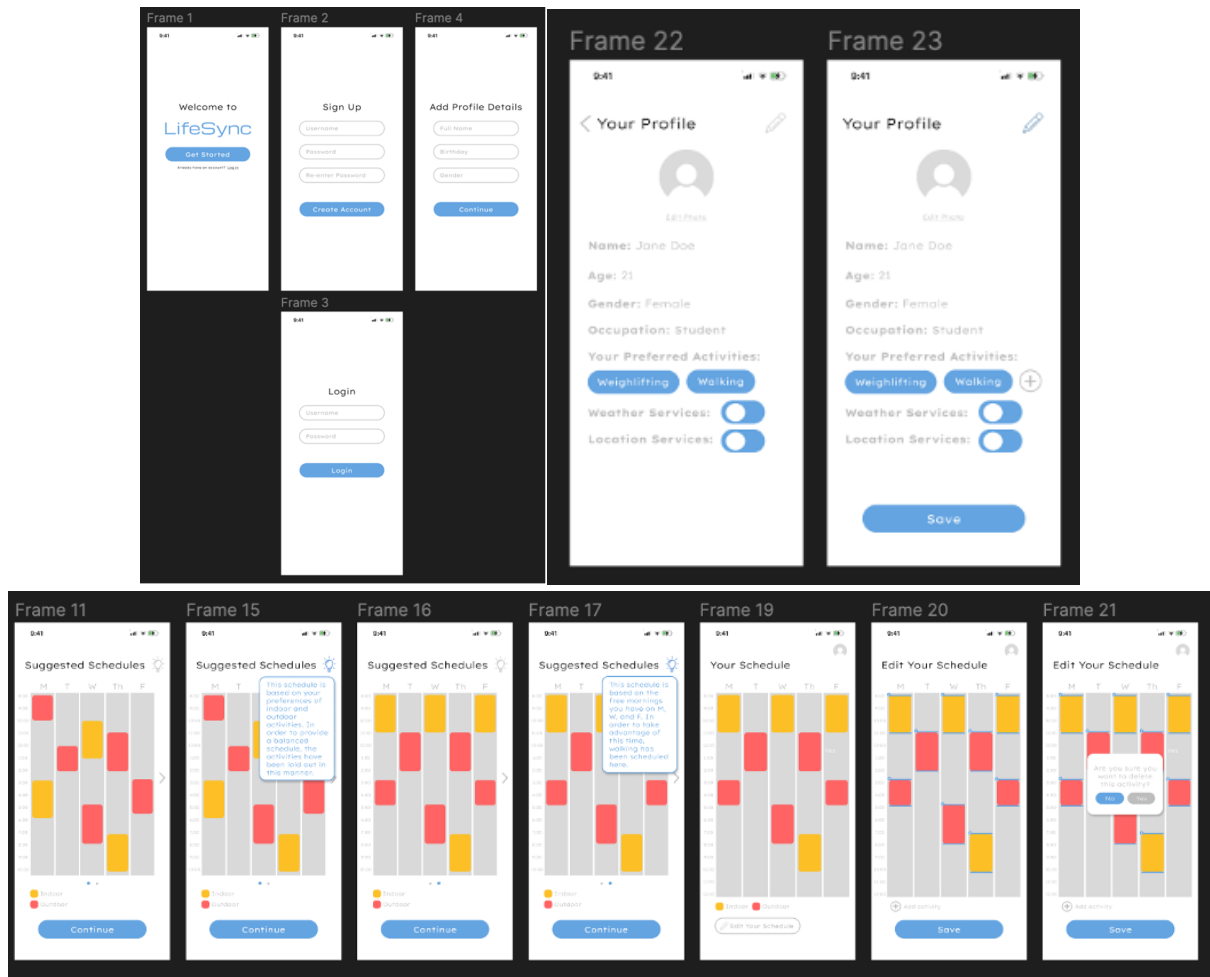 Frame 1
9:41
Welcome to
LifeSync
Get Started
Already have an account? Log in
Frame 2
9:41
Sign Up
Username
Password
Re-enter Password
Create Account
Frame 4
9:41
Add Profile Details
Full Name
Birthday
Gender
Continue
Frame 3
9:41
Login
Username
Password
Login
Frame 22
9:41
Your Profile
Edit Photo
Name: Jane Doe
Age: 21
Gender: Female
Occupation: Student
Your Preferred Activities:
Weighlifting Walking
Weather Services:
Location Services:
Frame 23
9:41
Your Profile
Edit Photo
Name: Jane Doe
Age: 21
Gender: Female
Occupation: Student
Your Preferred Activities:
Weighlifting Walking
Weather Services:
Location Services:
Save
Frame 11
9:41
Suggested Schedules
M T W Th F
Indoor
Outdoor
Continue
Frame 15
9:41
Suggested Schedules
M
This schedule is
based on your
preferences of
indoor and
outdoor
activities. In
order to provide
a balanced
schedule, the
activities have
been laid out in
this manner.
Indoor
Outdoor
Continue
Frame 16
9:41
Suggested Schedules
M T W Th F
Indoor
Outdoor
Continue
Frame 17
9:41
Suggested Schedules
M T
This schedule is
based on the
free mornings
you have on M,
W, and F. In
order to take
advantage of
this time,
walking has
been scheduled
here.
Indoor
Outdoor
Continue
Frame 19
9:41
Your Schedule
M T W Th F
Indoor Outdoor
Edit Your Schedule
Frame 20
9:41
Edit Your Schedule
M T W Th F
Add activity
Save
Frame 21
9:41
Edit Your Schedule
M T W Th F
Are you sure you
want to delete
this activity?
No Yes
Add activity
Save